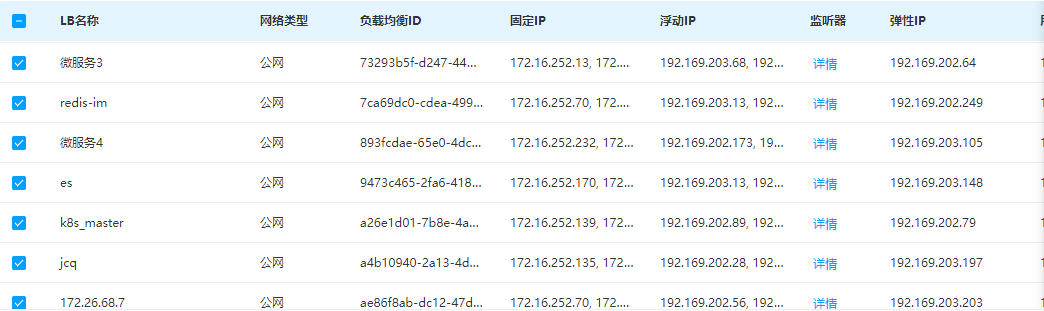 LB名称 网络类型 负载均衡ID 固定IP 浮动IP 监听器 弹性IP
微服务3 公网 73293b5f-d247-44... 172.16.252.13, 172.... 192.169.203.68, 192... 详情 192.169.202.64
redis-im 公网 7ca69dc0-cdea-499... 172.16.252.70, 172.... 192.169.203.13, 192... 详情 192.169.202.249
微服务4 公网 893fcdae-65e0-4dc... 172.16.252.232, 172... 192.169.202.173, 19... 详情 192.169.203.105
es 公网 9473c465-2fa6-418... 172.16.252.170, 172... 192.169.203.13, 192... 详情 192.169.203.148
k8s_master 公网 a26e1d01-7b8e-4a... 172.16.252.139, 172... 192.169.202.89, 192... 详情 192.169.202.79
jcq 公网 a4b10940-2a13-4d... 172.16.252.135, 172... 192.169.202.28, 192... 详情 192.169.203.197
172.26.68.7 公网 ae86f8ab-dc12-47d... 172.16.252.70, 172.... 192.169.202.56, 192... 详情 192.169.203.203